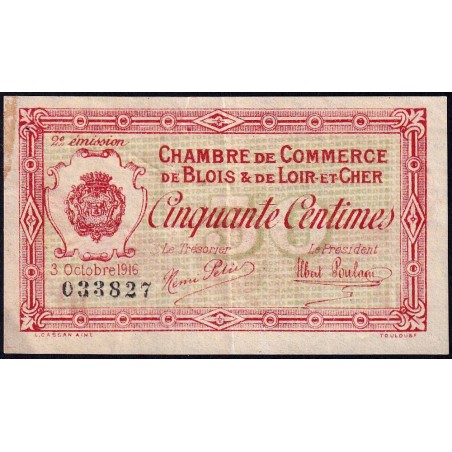 2e émission
CHAMBRE DE COMMERCE
DE BLOIS & DE LOIR-ET-CHER
Cinquante Centimes
50
Le Trésorier
Le Président
3 Octobre 1916
033827
L. CASSAN AINÉ
TOULOUSE